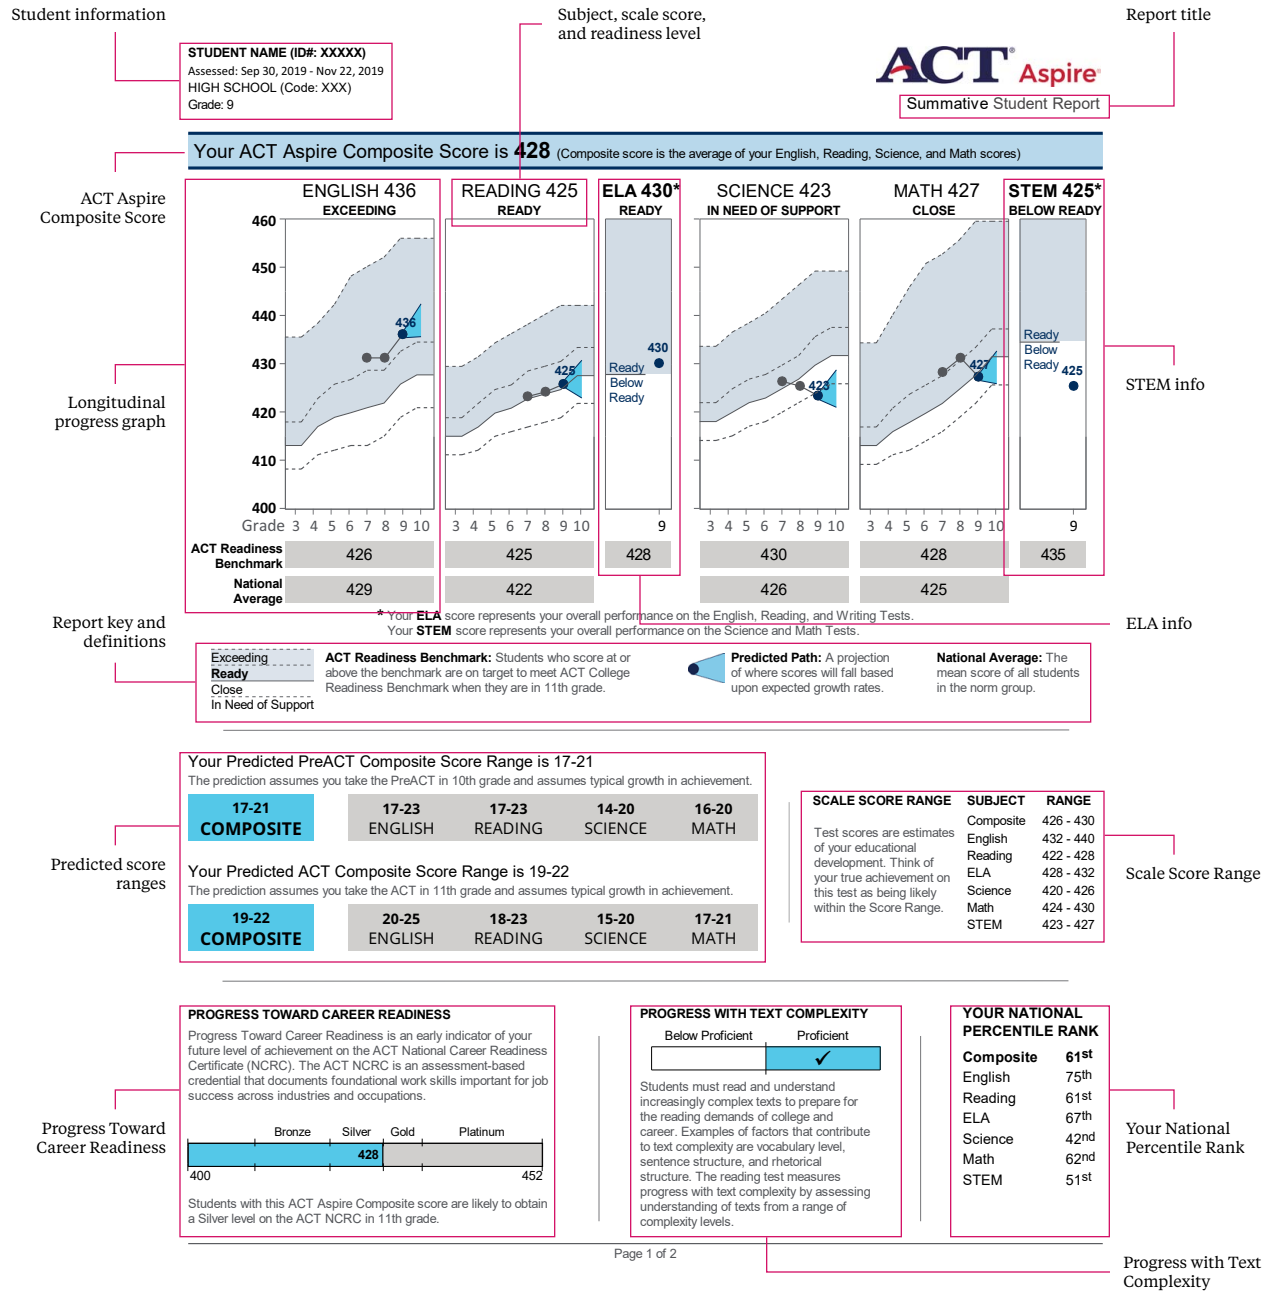 Student information
Subject, scale score,
and readiness level
Report title
STUDENT NAME (ID#: XXXXX)
Assessed: Sep 30, 2019 - Nov 22, 2019
HIGH SCHOOL (Code: XXX)
Grade: 9
ACT® Aspire®
Summative Student Report
Your ACT Aspire Composite Score is 428 (Composite score is the average of your English, Reading, Science, and Math scores)
ACT Aspire
Composite Score
ENGLISH 436
EXCEEDING
READING 425
READY
ELA 430*
READY
SCIENCE 423
IN NEED OF SUPPORT
MATH 427
CLOSE
STEM 425*
BELOW READY
460
450
440
430
420
410
400
436
425
430
Ready
Below
Ready
423
427
Ready
Below
Ready
425
Longitudinal
progress graph
STEM info
Grade 3 4 5 6 7 8 9 10
3 4 5 6 7 8 9 10
9
3 4 5 6 7 8 9 10
3 4 5 6 7 8 9 10
9
ACT Readiness
Benchmark
426 425 428 430 428 435
National
Average
429 422 426 425
* Your ELA score represents your overall performance on the English, Reading, and Writing Tests.
Your STEM score represents your overall performance on the Science and Math Tests.
ELA info
Report key and
definitions
Exceeding
Ready
Close
In Need of Support
ACT Readiness Benchmark: Students who score at or
above the benchmark are on target to meet ACT College
Readiness Benchmark when they are in 11th grade.
Predicted Path: A projection
of where scores will fall based
upon expected growth rates.
National Average: The
mean score of all students
in the norm group.
Your Predicted PreACT Composite Score Range is 17-21
The prediction assumes you take the PreACT in 10th grade and assumes typical growth in achievement.
17-21
COMPOSITE
17-23
ENGLISH
17-23
READING
14-20
SCIENCE
16-20
MATH
Your Predicted ACT Composite Score Range is 19-22
The prediction assumes you take the ACT in 11th grade and assumes typical growth in achievement.
19-22
COMPOSITE
20-25
ENGLISH
18-23
READING
15-20
SCIENCE
17-21
MATH
Predicted score
ranges
SCALE SCORE RANGE
Test scores are estimates
of your educational
development. Think of
your true achievement on
this test as being likely
within the Score Range.
SUBJECT RANGE
Composite 426 - 430
English 432 - 440
Reading 422 - 428
ELA 428 - 432
Science 420 - 426
Math 424 - 430
STEM 423 - 427
Scale Score Range
PROGRESS TOWARD CAREER READINESS
Progress Toward Career Readiness is an early indicator of your
future level of achievement on the ACT National Career Readiness
Certificate (NCRC). The ACT NCRC is an assessment-based
credential that documents foundational work skills important for job
success across industries and occupations.
Bronze Silver Gold Platinum
428
400 452
Students with this ACT Aspire Composite score are likely to obtain
a Silver level on the ACT NCRC in 11th grade.
Progress Toward
Career Readiness
PROGRESS WITH TEXT COMPLEXITY
Below Proficient Proficient
✓
Students must read and understand
increasingly complex texts to prepare for
the reading demands of college and
career. Examples of factors that contribute
to text complexity are vocabulary level,
sentence structure, and rhetorical
structure. The reading test measures
progress with text complexity by assessing
understanding of texts from a range of
complexity levels.
YOUR NATIONAL
PERCENTILE RANK
Composite 61st
English 75th
Reading 61st
ELA 67th
Science 42nd
Math 62nd
STEM 51st
Your National
Percentile Rank
Page 1 of 2
Progress with Text
Complexity